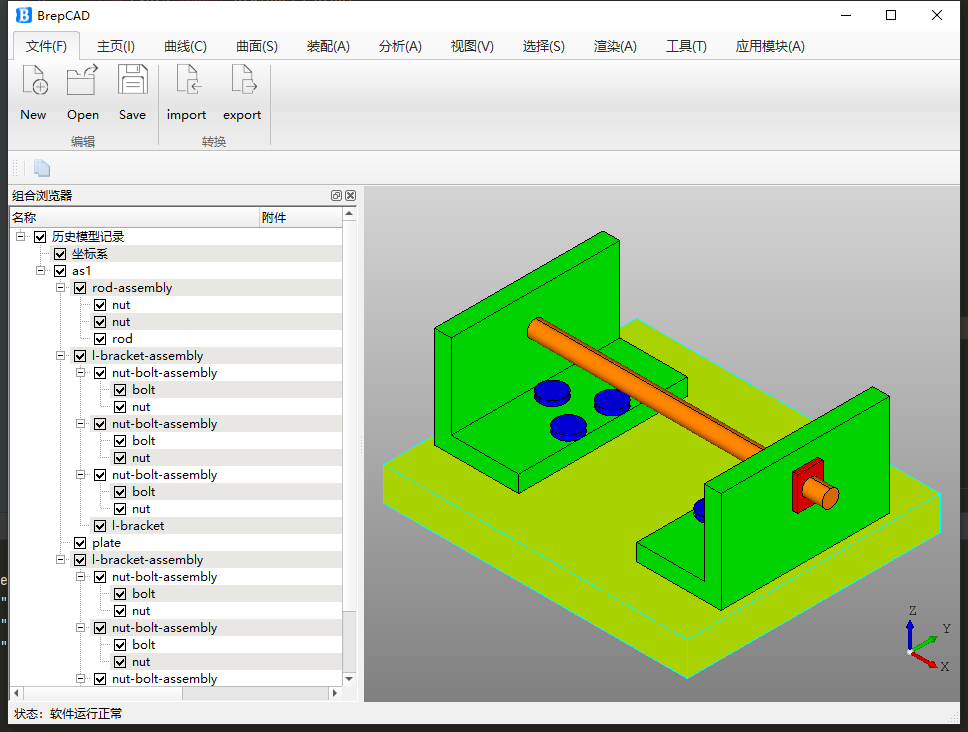 BrepCAD
文件(F) 主页(I) 曲线(C) 曲面(S) 装配(A) 分析(A) 视图(V) 选择(S) 渲染(A) 工具(T) 应用模块(A)
New Open Save import export
编辑 转换
组合浏览器
名称 附件
历史模型记录
坐标系
as1
rod-assembly
nut
nut
rod
l-bracket-assembly
nut-bolt-assembly
bolt
nut
nut-bolt-assembly
bolt
nut
nut-bolt-assembly
bolt
nut
l-bracket
plate
l-bracket-assembly
nut-bolt-assembly
bolt
nut
nut-bolt-assembly
bolt
nut
nut-bolt-assembly
Z
Y
X
状态: 软件运行正常